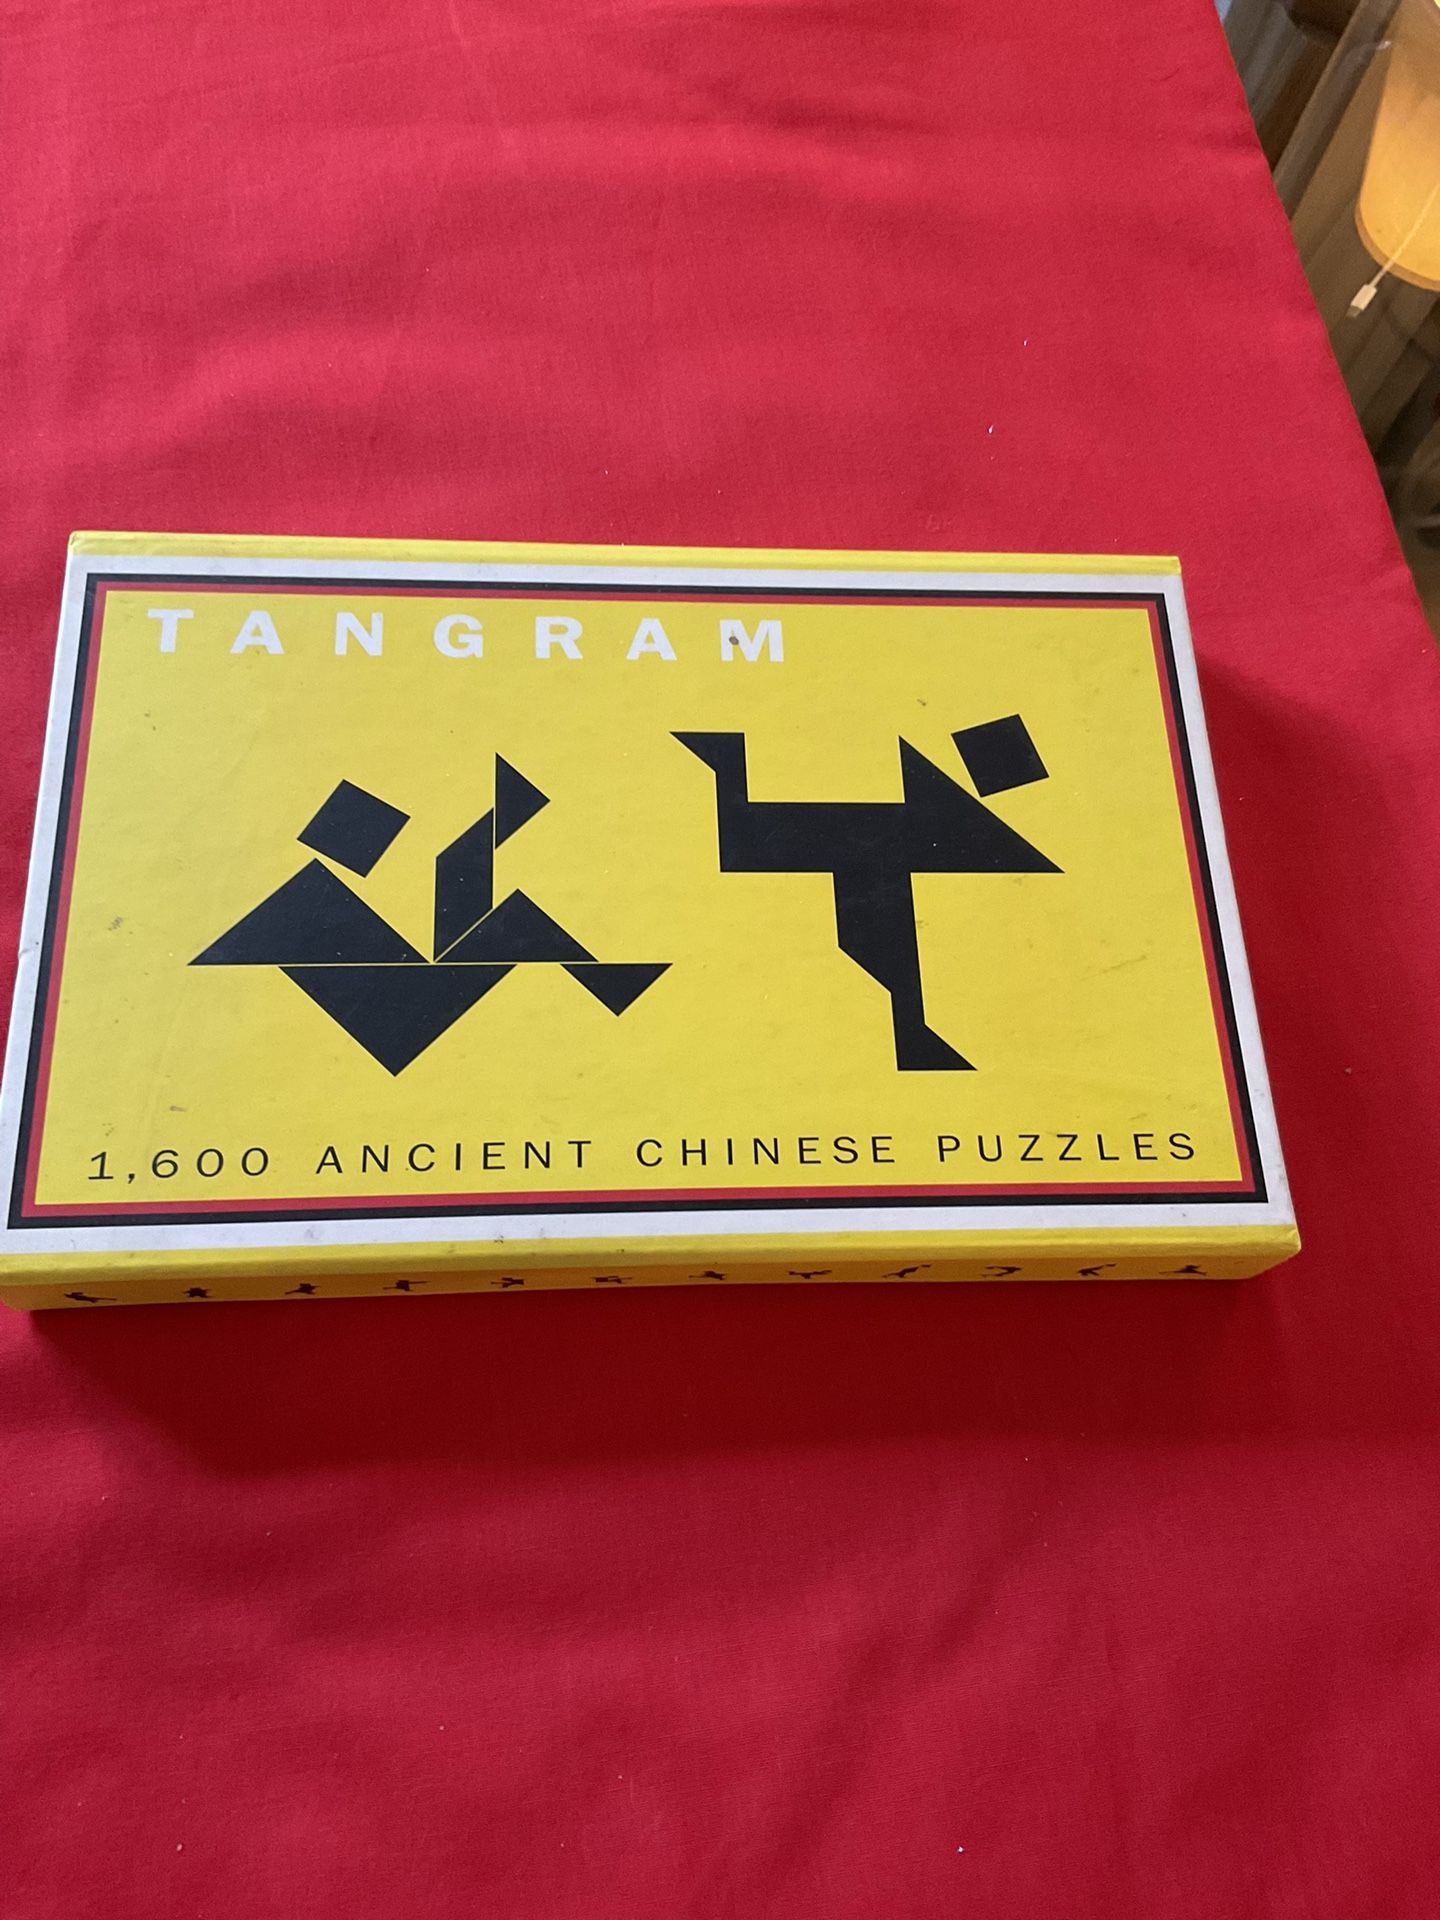 TANGRAM
1,600 ANCIENT CHINESE PUZZLES